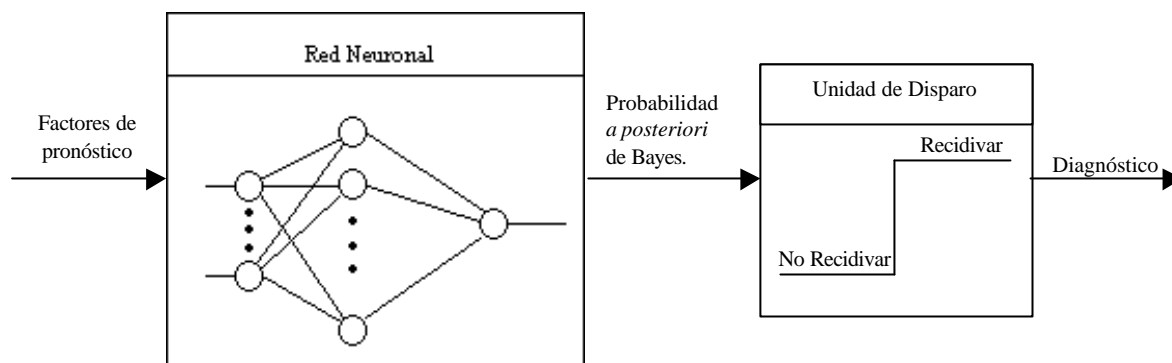 Factores de
pronóstico
Red Neuronal
Probabilidad
a posteriori
de Bayes.
Unidad de Disparo
Recidivar
No Recidivar
Diagnóstico